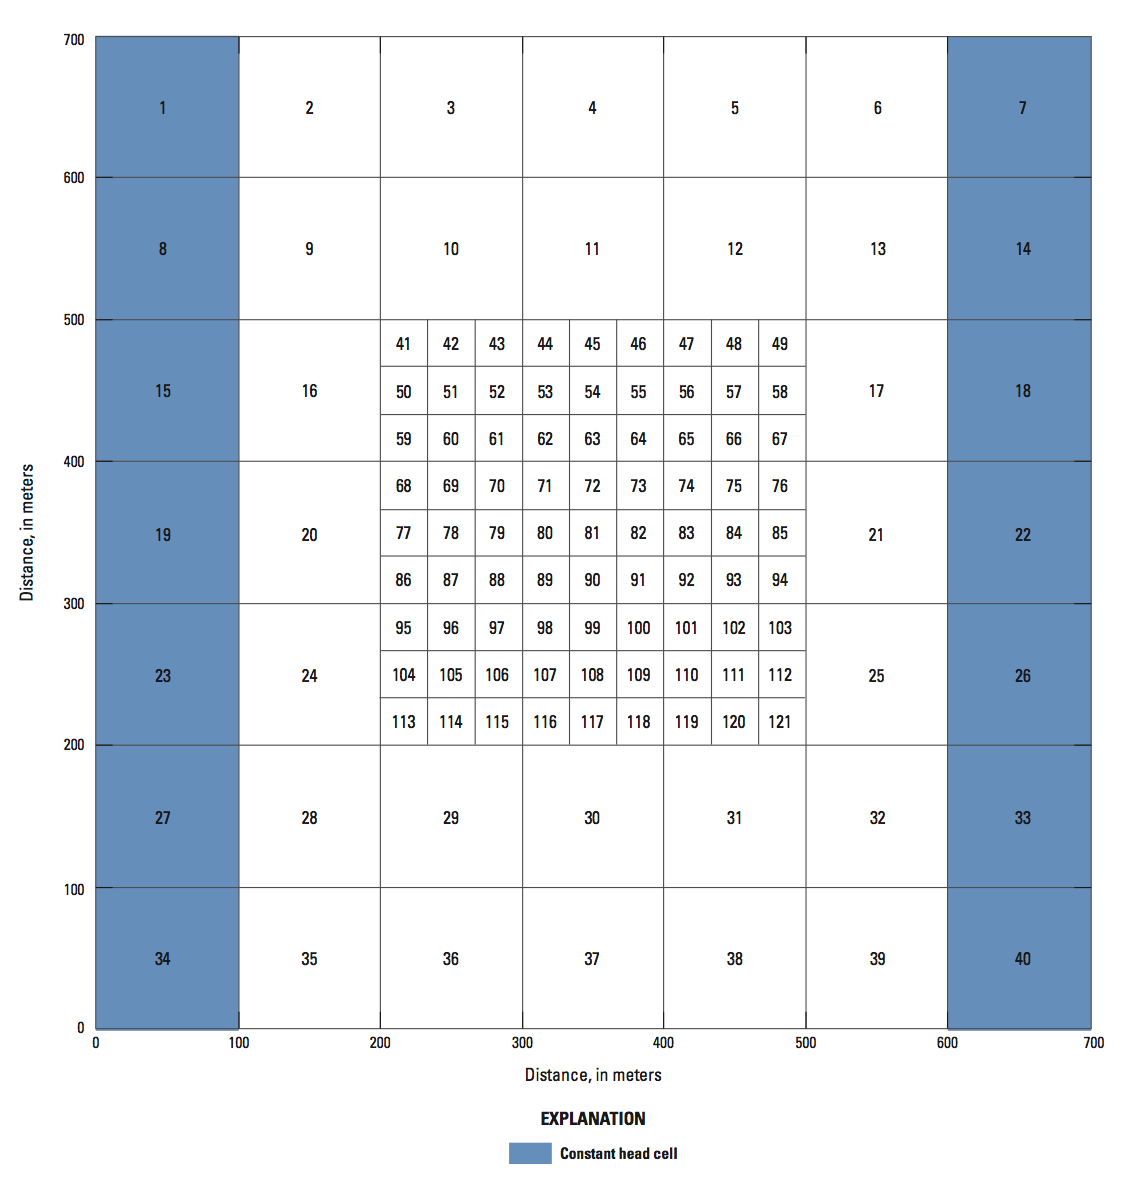 700
1 2 3 4 5 6 7
600
8 9 10 11 12 13 14
500
41 42 43 44 45 46 47 48 49
15 16 50 51 52 53 54 55 56 57 58 17 18
59 60 61 62 63 64 65 66 67
400
68 69 70 71 72 73 74 75 76
19 20 77 78 79 80 81 82 83 84 85 21 22
86 87 88 89 90 91 92 93 94
Distance, in meters
300
95 96 97 98 99 100 101 102 103
23 24 104 105 106 107 108 109 110 111 112 25 26
113 114 115 116 117 118 119 120 121
200
27 28 29 30 31 32 33
100
34 35 36 37 38 39 40
0
0 100 200 300 400 500 600 700
Distance, in meters
EXPLANATION
Constant head cell